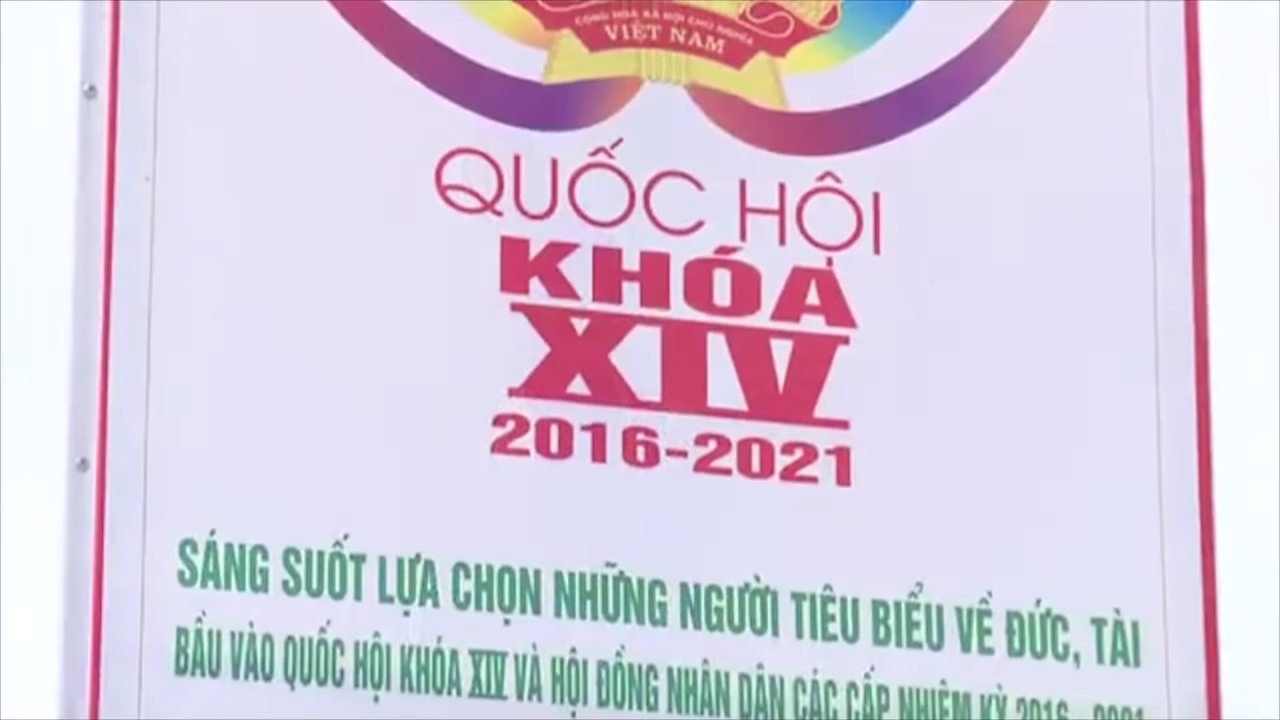 CỘNG HÒA XÃ HỘI CHỦ NGHĨA
VIỆT NAM
QUỐC HỘI
KHÓA
XIV
2016-2021
SÁNG SUỐT LỰA CHỌN NHỮNG NGƯỜI TIÊU BIỂU VỀ ĐỨC, TÀI
BẦU VÀO QUỐC HỘI KHÓA XIV VÀ HỘI ĐỒNG NHÂN DÂN CÁC CẤP NHIỆM KỲ 2016 - 2021